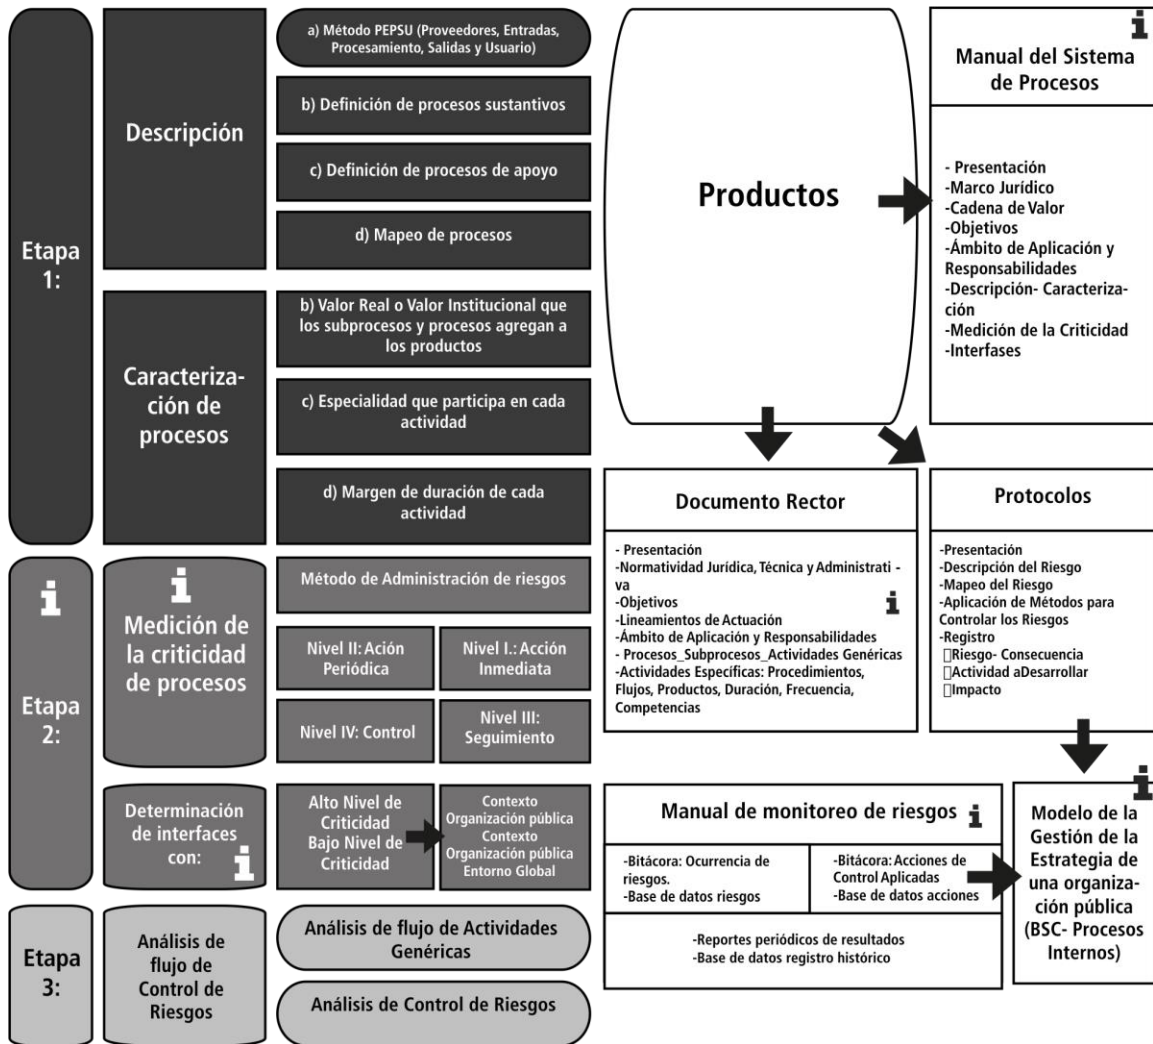 Etapa
1:
Descripción
a) Método PEPSU (Proveedores, Entradas,
Procesamiento, Salidas y Usuario)
b) Definición de procesos sustantivos
c) Definición de procesos de apoyo
d) Mapeo de procesos
Caracteriza-
ción de
procesos
b) Valor Real o Valor Institucional que
los subprocesos y procesos agregan a
los productos
c) Especialidad que participa en cada
actividad
d) Margen de duración de cada
actividad
i
Etapa
2:
i
Medición de
la criticidad
de procesos
Método de Administración de riesgos
Nivel II: Ación
Periódica
Nivel I.: Acción
Inmediata
Nivel IV: Control
Nivel III:
Seguimiento
Determinación
de interfaces
con:
i
Alto Nivel de
Criticidad
Bajo Nivel de
Criticidad
Contexto
Organización pública
Contexto
Organización pública
Entorno Global
Etapa
3:
Análisis de
flujo de
Control de
Riesgos
Análisis de flujo de Actividades
Genéricas
Análisis de Control de Riesgos
Productos
i
Manual del Sistema
de Procesos
- Presentación
-Marco Jurídico
-Cadena de Valor
-Objetivos
-Ámbito de Aplicación y
Responsabilidades
-Descripción- Caracteriza-
ción
-Medición de la Criticidad
-Interfases
Documento Rector
- Presentación
-Normatividad Jurídica, Técnica y Administrati -
va
-Objetivos
-Lineamientos de Actuación
-Ámbito de Aplicación y Responsabilidades
- Procesos_Subprocesos_Actividades Genéricas
-Actividades Específicas: Procedimientos,
Flujos, Productos, Duración, Frecuencia,
Competencias
i
Protocolos
-Presentación
-Descripción del Riesgo
-Mapeo del Riesgo
-Aplicación de Métodos para
Controlar los Riesgos
-Registro
▯Riesgo- Consecuencia
▯Actividad aDesarrollar
▯Impacto
Manual de monitoreo de riesgos
i
-Bitácora: Ocurrencia de
riesgos.
-Base de datos riesgos
-Bitácora: Acciones de
Control Aplicadas
-Base de datos acciones
-Reportes periódicos de resultados
-Base de datos registro histórico
i
Modelo de la
Gestión de la
Estrategia de
una organiza-
ción pública
(BSC- Procesos
Internos)